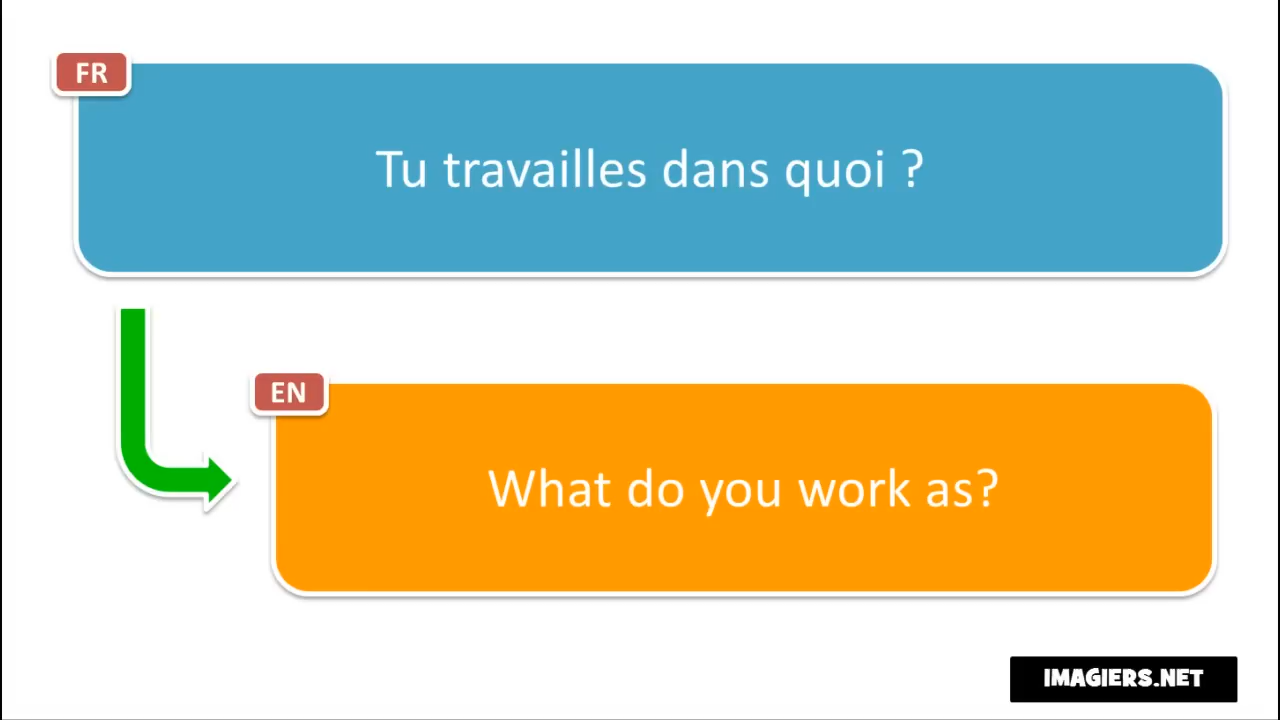 FR
Tu travailles dans quoi ?
EN
What do you work as?
IMAGIERS.NET